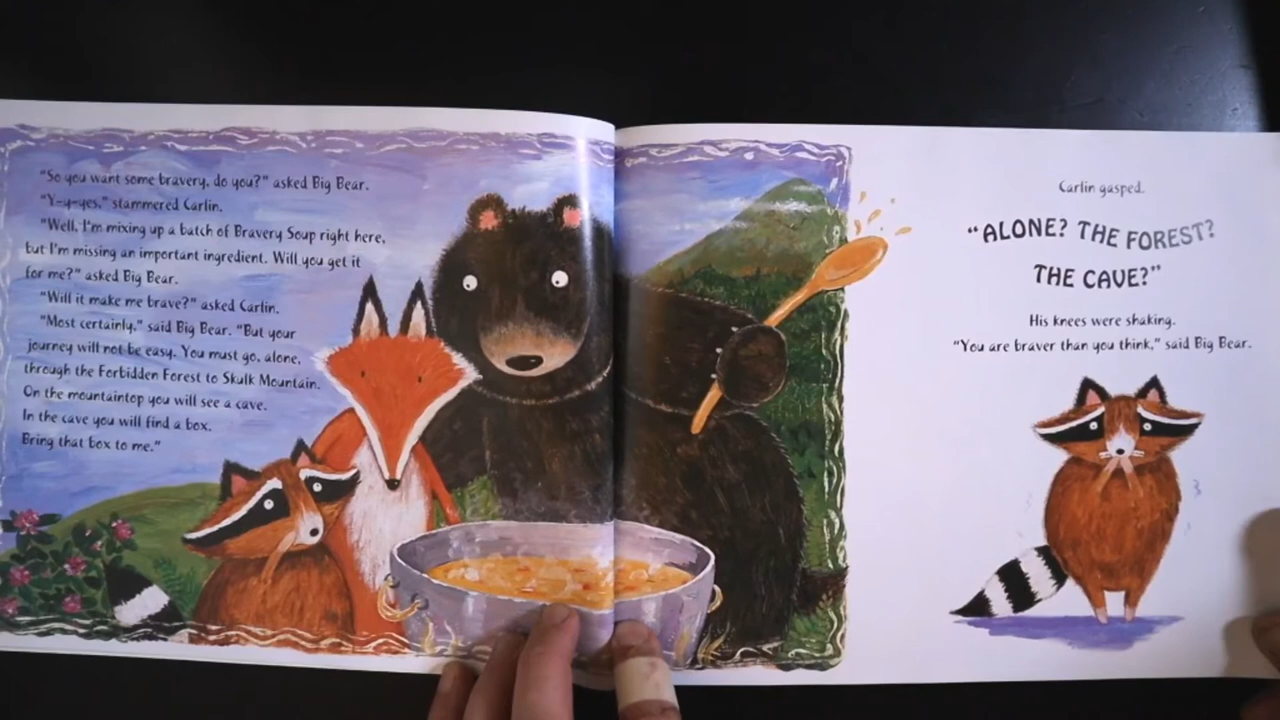 "So you want some bravery, do you?" asked Big Bear.
"Y-y-yes," stammered Carlin.
"Well, I'm mixing up a batch of Bravery Soup right here,
but I'm missing an important ingredient. Will you get it
for me?" asked Big Bear.
"Will it make me brave?" asked Carlin.
"Most certainly," said Big Bear. "But your
journey will not be easy. You must go, alone,
through the Forbidden Forest to Skulk Mountain.
On the mountaintop you will see a cave.
In the cave you will find a box.
Bring that box to me."
Carlin gasped.
"ALONE? THE FOREST?
THE CAVE?"
His knees were shaking.
"You are braver than you think," said Big Bear.